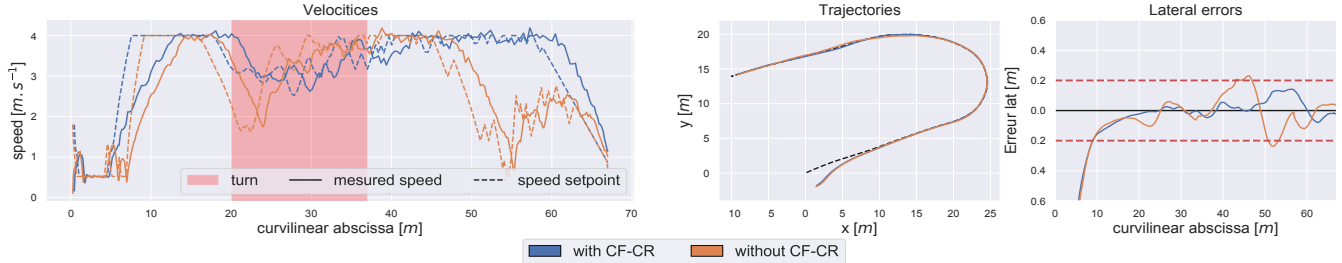 Velocitices
speed [m. s⁻¹]
4
3
2
1
0
0 10 20 30 40 50 60 70
curvilinear abscissa [m]
turn mesured speed speed setpoint
Trajectories
y [m]
20
15
10
5
0
10 5 0 5 10 15 20 25
x [m]
Lateral errors
Erreur lat [m]
0.6
0.4
0.2
0.0
0.2
0.4
0.6
0 10 20 30 40 50 60
curvilinear abscissa [m]
with CF-CR without CF-CR